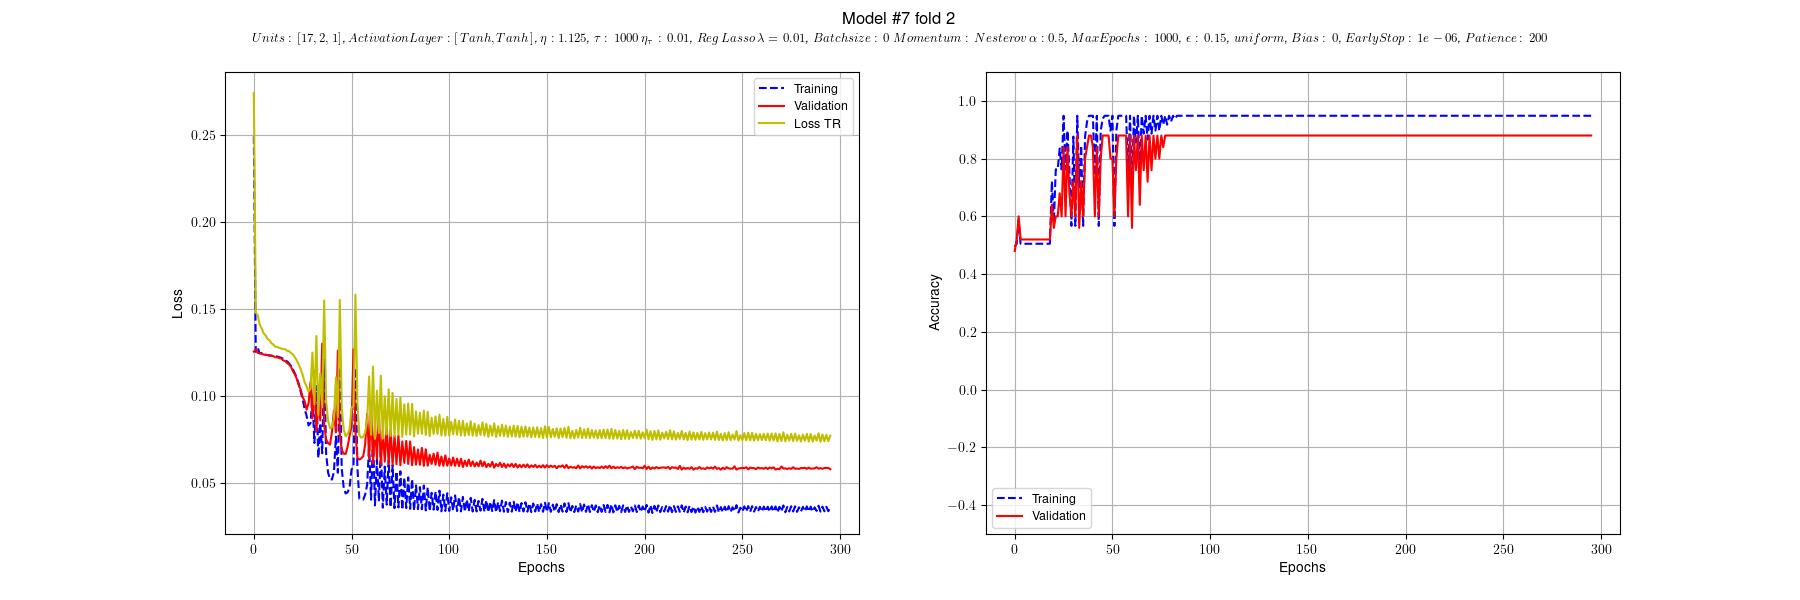 Model #7 fold 2
Units : [17, 2, 1], ActivationLayer : [Tanh, Tanh], η : 1.125, τ : 1000 η_τ : 0.01, Reg Lasso λ = 0.01, Batchsize : 0 Momentum : Nesterov α : 0.5, MaxEpochs : 1000, ϵ : 0.15, uniform, Bias : 0, EarlyStop : 1e − 06, Patience : 200
Training
Validation
Loss TR
0.25
0.20
0.15
0.10
0.05
Loss
0 50 100 150 200 250 300
Epochs
1.0
0.8
0.6
0.4
0.2
0.0
−0.2
−0.4
Accuracy
Training
Validation
0 50 100 150 200 250 300
Epochs